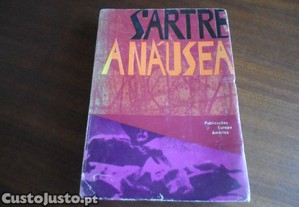 SARTRE
A NÁUSEA
Publicações
Europa
América
CustoJusto.pt